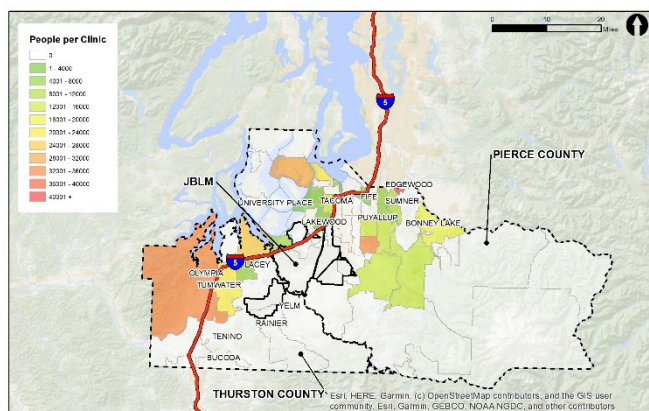 People per Clinic
0
1 - 4000
4001 - 8000
8001 - 12000
12001 - 16000
16001 - 20000
20001 - 24000
24001 - 28000
28001 - 32000
32001 - 36000
36001 - 40000
40001 +
0
10
20
Miles
5
PIERCE COUNTY
JBLM
EDGEWOOD
UNIVERSITY PLACE
TACOMA
FIFE
SUMNER
LAKEWOOD
PUYALLUP
BONNEY LAKE
5
LACEY
OLYMPIA
TUMWATER
YELM
RAINIER
TENINO
BUCODA
THURSTON COUNTY
Esri, HERE, Garmin, (c) OpenStreetMap contributors, and the GIS user
community, Esri, Garmin, GEBCO, NOAA NGDC, and other contributors